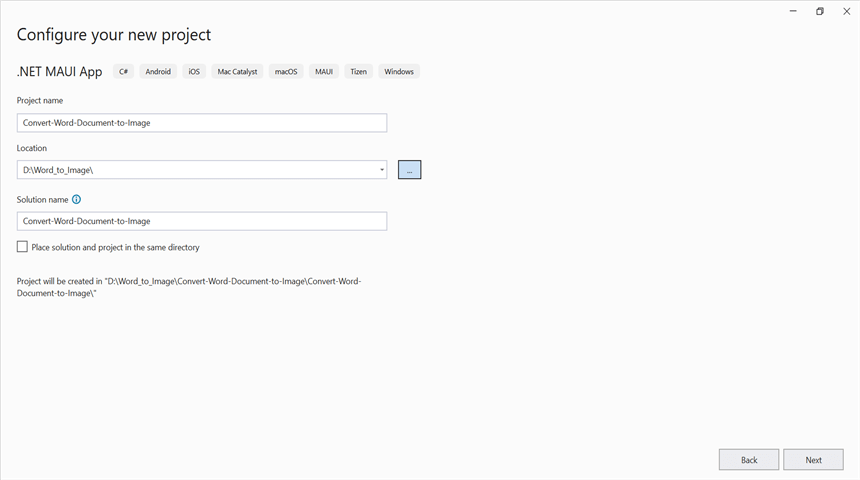 Configure your new project
.NET MAUI App C# Android iOS Mac Catalyst macOS MAUI Tizen Windows
Project name
Convert-Word-Document-to-Image
Location
D:\Word_to_Image\
...
Solution name
Convert-Word-Document-to-Image
Place solution and project in the same directory
Project will be created in "D:\Word_to_Image\Convert-Word-Document-to-Image\Convert-Word-
Document-to-Image\"
Back Next